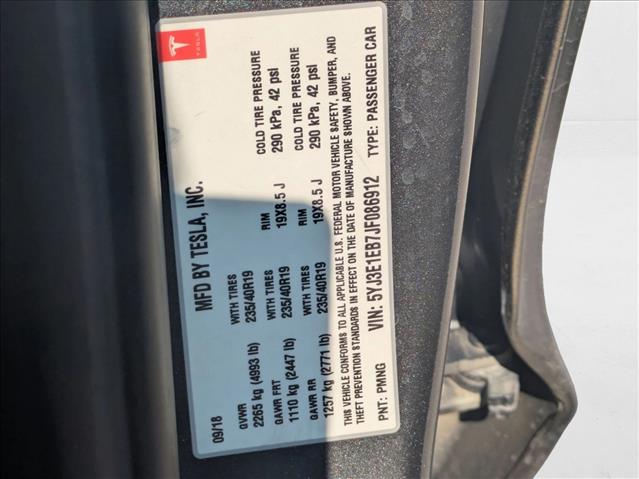 TESLA
09/18 MFD BY TESLA, INC.
GVWR WITH TIRES RIM COLD TIRE PRESSURE
2265 kg (4993 lb) 235/40R19 19X8.5 J 290 kPa, 42 psi
GAWR FRT WITH TIRES RIM COLD TIRE PRESSURE
1110 kg (2447 lb) 235/40R19 19X8.5 J 290 kPa, 42 psi
GAWR RR WITH TIRES
1257 kg (2771 lb) 235/40R19
THIS VEHICLE CONFORMS TO ALL APPLICABLE U.S. FEDERAL MOTOR VEHICLE SAFETY, BUMPER, AND
THEFT PREVENTION STANDARDS IN EFFECT ON THE DATE OF MANUFACTURE SHOWN ABOVE.
VIN: 5YJ3E1EB7JF086912
PNT: PMNG TYPE: PASSENGER CAR